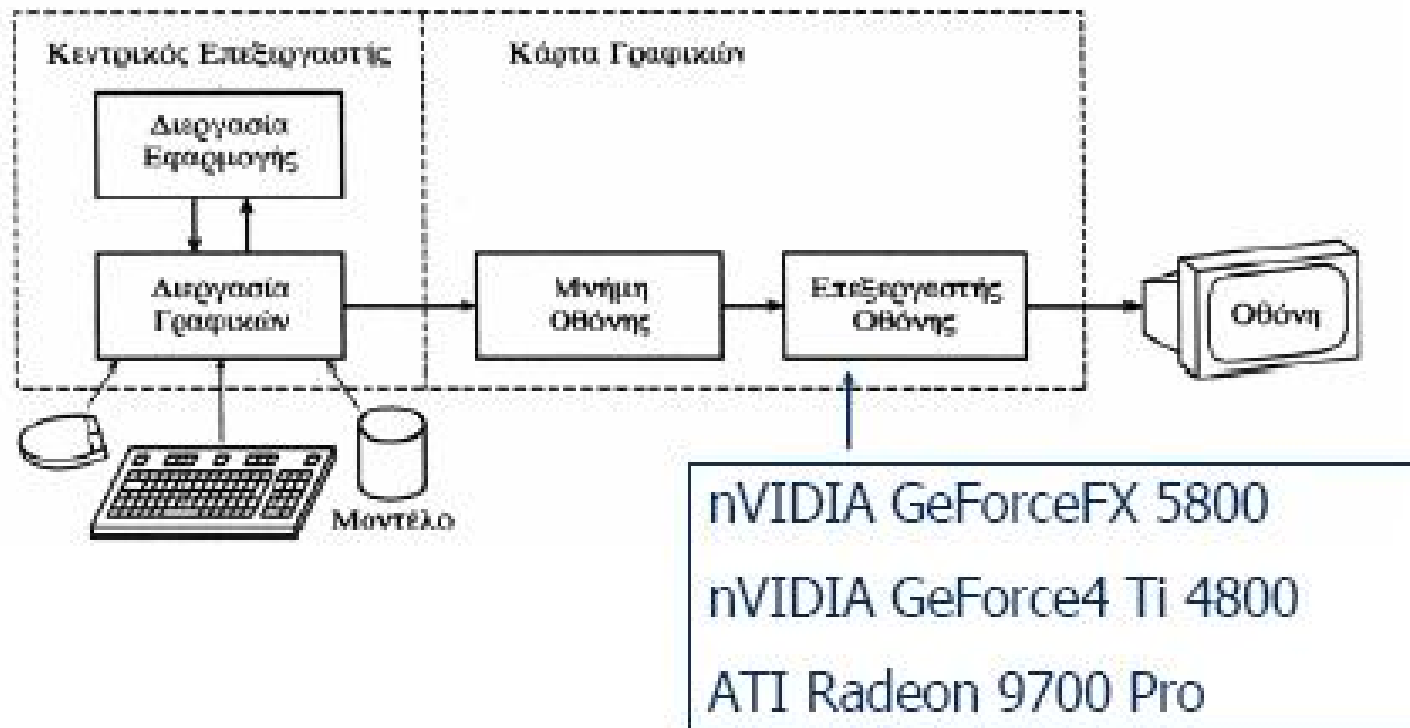 Κεντρικός Επεξεργαστής
Κάρτα Γραφικών
Διεργασία
Εφαρμογής
Διεργασία
Γραφικών
Μνήμη
Οθόνης
Επεξεργαστής
Οθόνης
Οθόνη
Μοντέλο
nVIDIA GeForceFX 5800
nVIDIA GeForce4 Ti 4800
ATI Radeon 9700 Pro